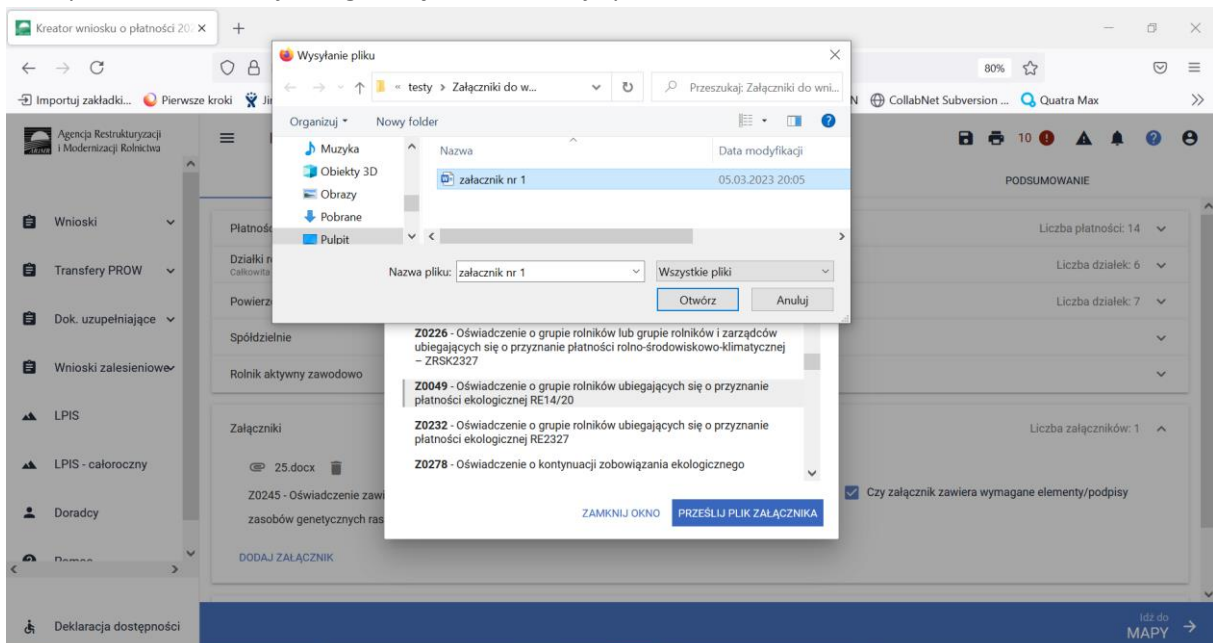 Kreator wniosku o płatności 202
Wysyłanie pliku
80%
testy
Załączniki do w...
Przeszukaj: Załączniki do wni...
Importuj zakładki...
Pierwsze kroki
CollabNet Subversion ...
Quatra Max
Organizuj
Nowy folder
Agencja Restrukturyzacji
i Modernizacji Rolnictwa
Muzyka
Obiekty 3D
Obrazy
Pobrane
Pulpit
Nazwa
Data modyfikacji
załacznik nr 1
05.03.2023 20:05
10
PODSUMOWANIE
Nazwa pliku:
załacznik nr 1
Wszystkie pliki
Otwórz
Anuluj
Wnioski
Transfery PROW
Dok. uzupełniające
Wnioski zalesieniowe
LPIS
LPIS - całoroczny
Doradcy
Deklaracja dostępności
Liczba płatności: 14
Całkowita
Liczba działek: 6
Liczba działek: 7
Spółdzielnie
Rolnik aktywny zawodowo
Z0226 - Oświadczenie o grupie rolników lub grupie rolników i zarządców
ubiegających się o przyznanie płatności rolno-środowiskowo-klimatycznej
– ZRSK2327
Z0049 - Oświadczenie o grupie rolników ubiegających się o przyznanie
płatności ekologicznej RE14/20
Z0232 - Oświadczenie o grupie rolników ubiegających się o przyznanie
płatności ekologicznej RE2327
Z0278 - Oświadczenie o kontynuacji zobowiązania ekologicznego
ZAMKNIJ OKNO
PRZEŚLIJ PLIK ZAŁĄCZNIKA
Załączniki
Liczba załączników: 1
25.docx
Z0245 - Oświadczenie zawi
zasobów genetycznych ras
Czy załącznik zawiera wymagane elementy/podpisy
DODAJ ZAŁĄCZNIK
Idź do
MAPY